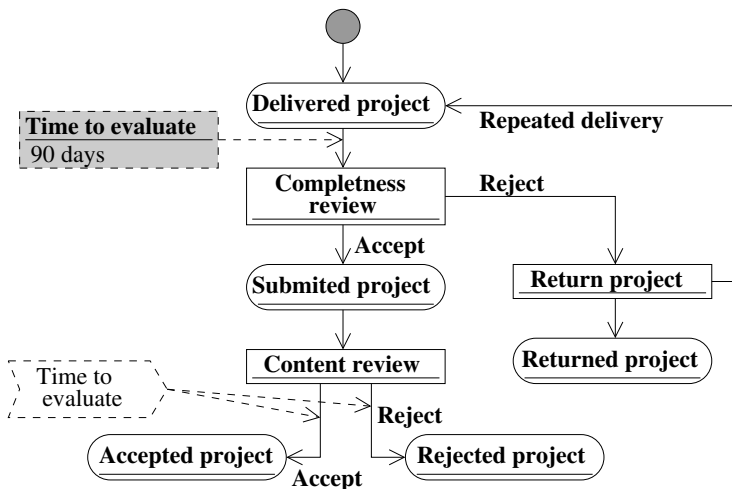 Delivered project
Time to evaluate
90 days
Repeated delivery
Completness
review
Reject
Accept
Submited project
Return project
Content review
Returned project
Time to
evaluate
Reject
Accepted project
Accept
Rejected project